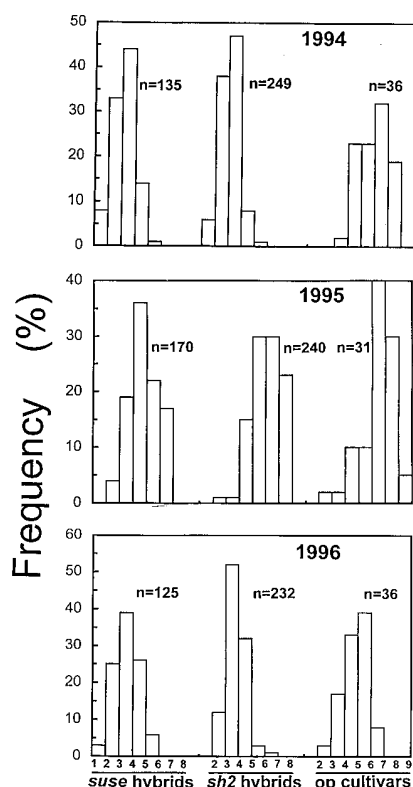 50
1994
40
n=135
n=249
n=36
30
20
10
0
40
1995
30
n=170
n=240
n=31
20
10
0
60
1996
50
n=125
n=232
n=36
40
30
20
10
0
Frequency (%)
1 2 3 4 5 6 7 8 2 3 4 5 6 7 8 2 3 4 5 6 7 8 9
suse hybrids sh2 hybrids op cultivars